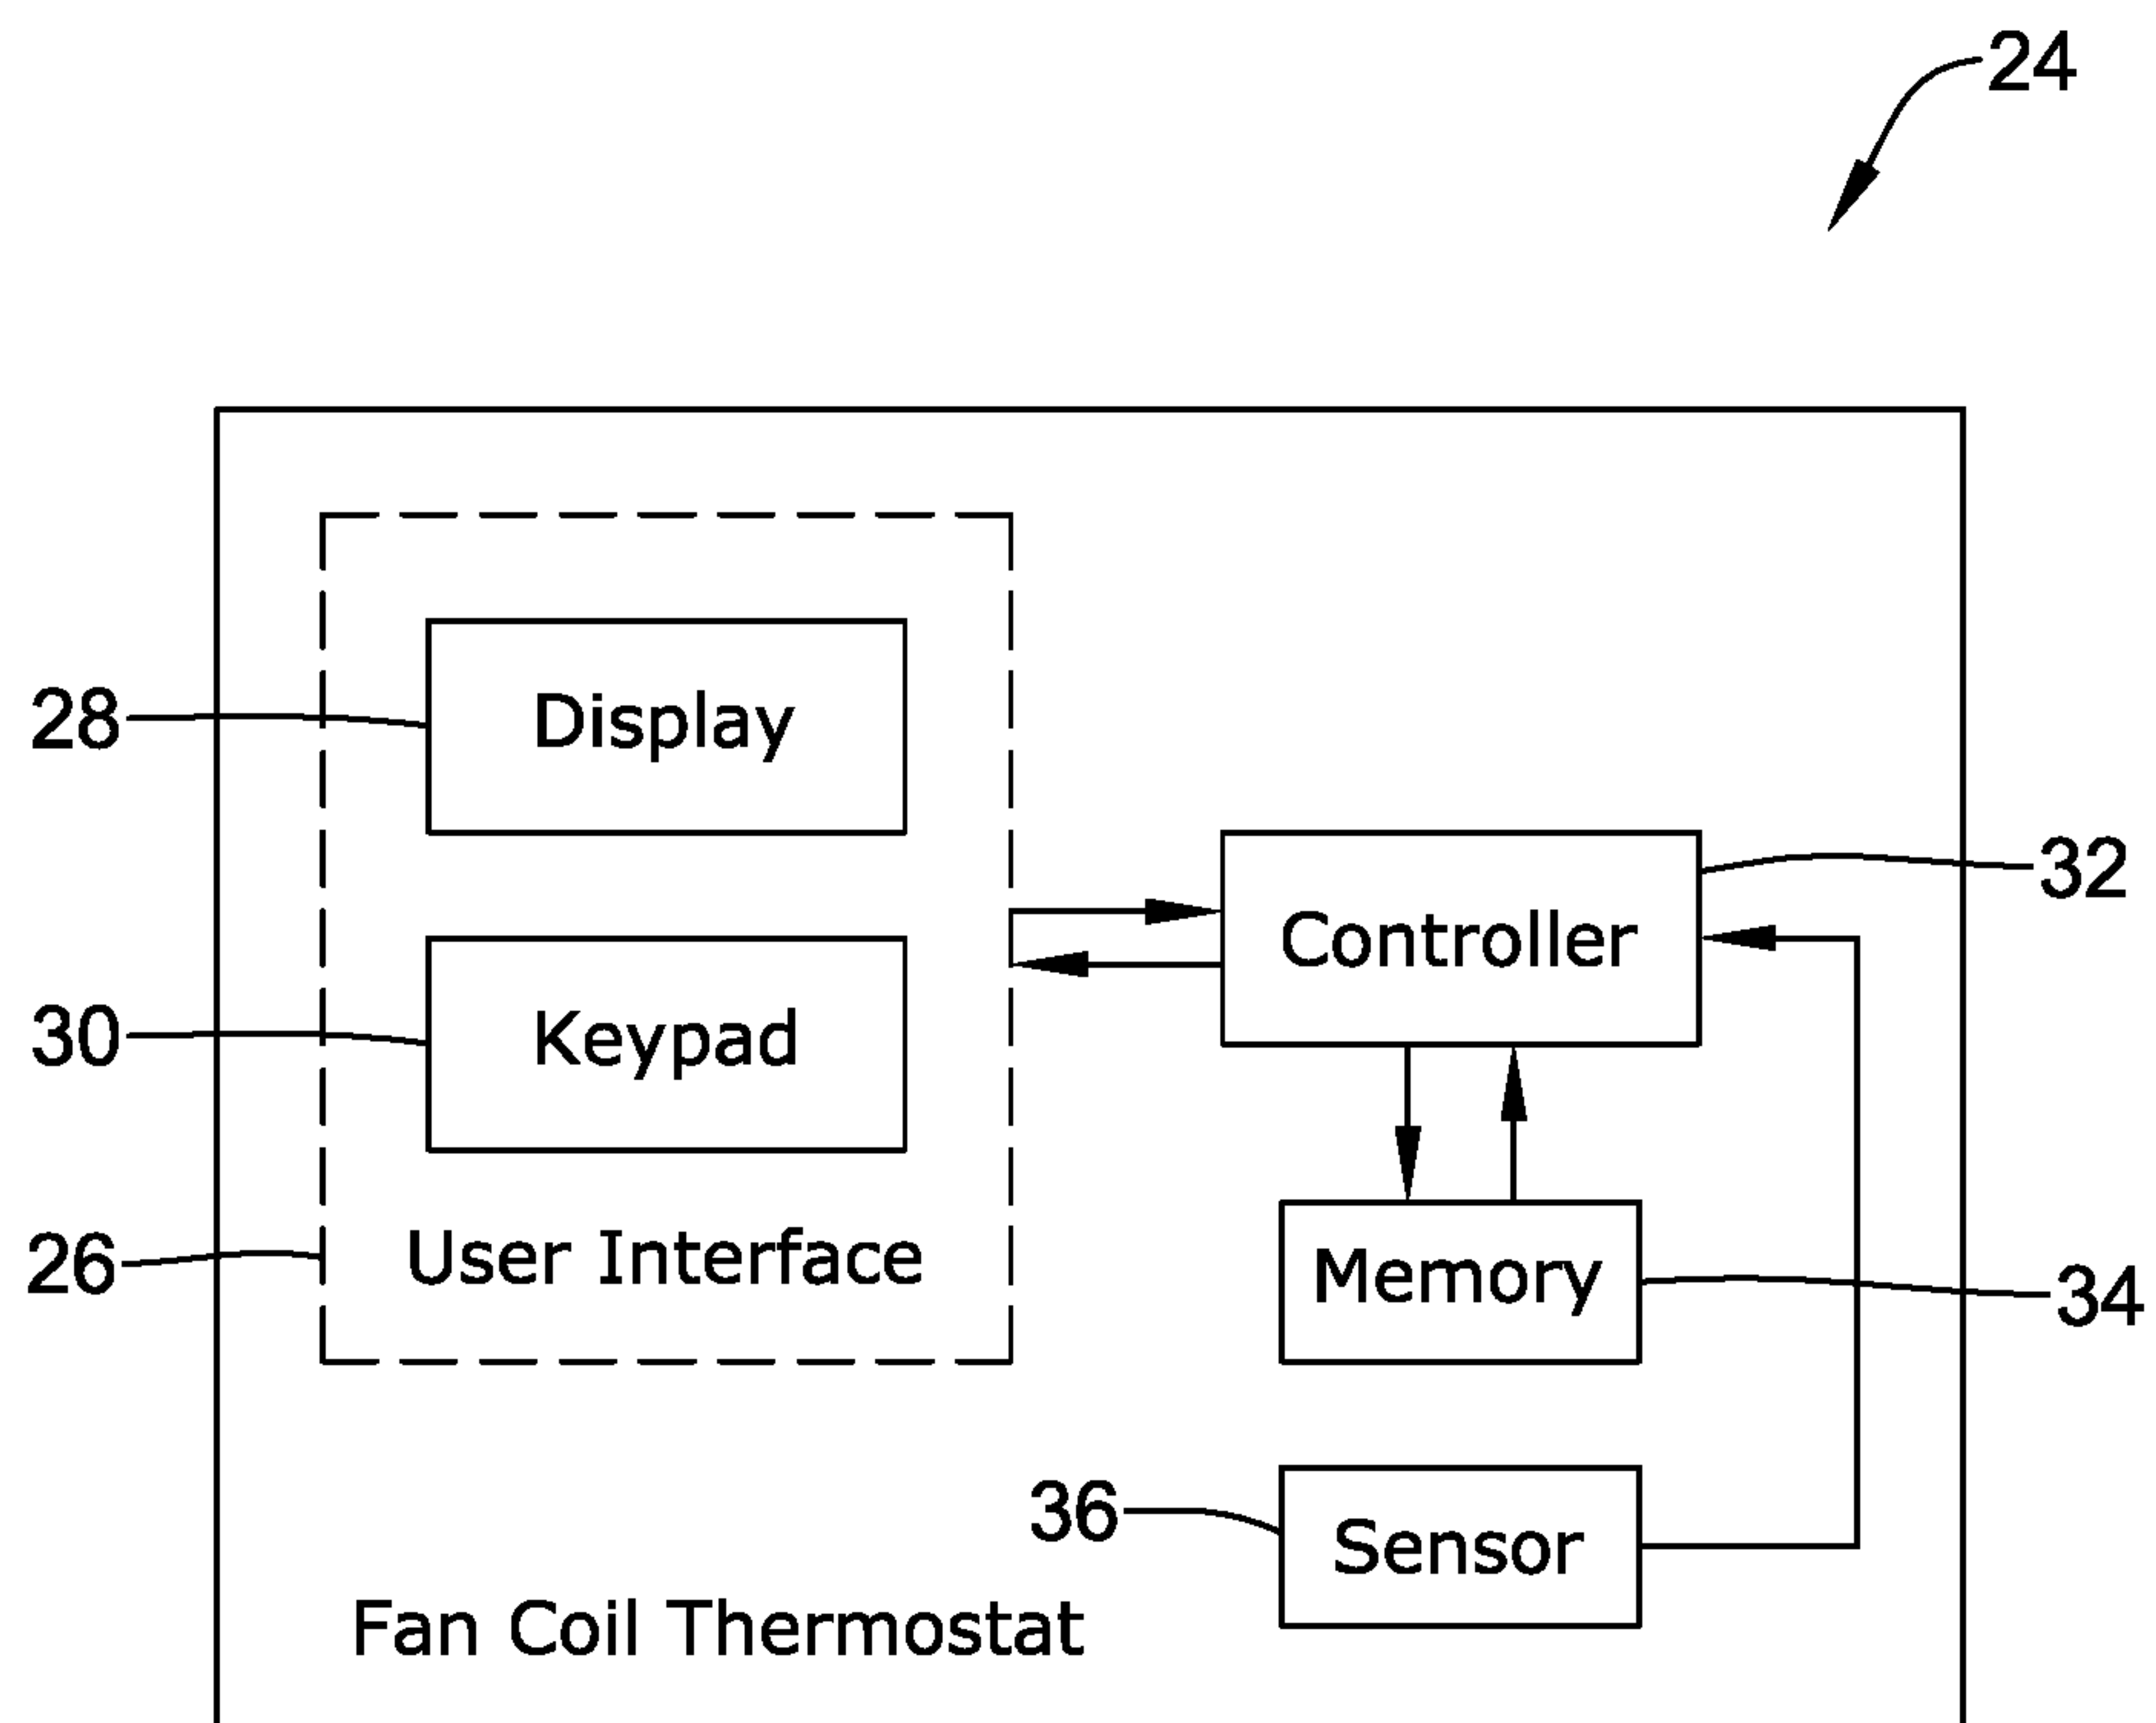 24
Display
28
32
Controller
Keypad
30
User Interface
26
Memory
34
36
Sensor
Fan Coil Thermostat